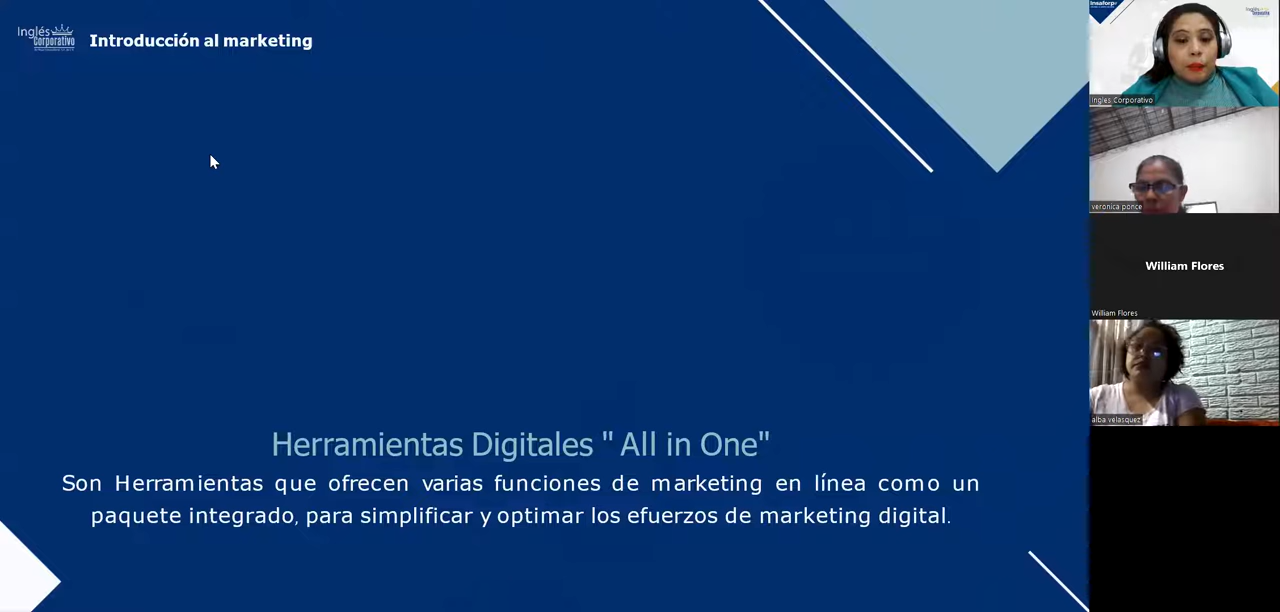 Inglés
Corporativo
Introducción al marketing
Herramientas Digitales " All in One"
Son Herramientas que ofrecen varias funciones de marketing en línea como un
paquete integrado, para simplificar y optimar los efuerzos de marketing digital.
Insaforp
Ingles Corporativo
veronica ponce
William Flores
William Flores
alba velasquez